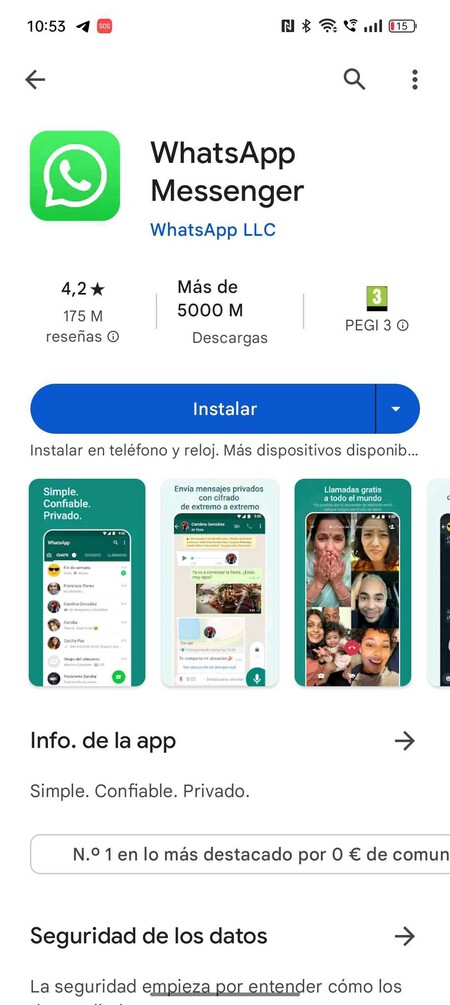 10:53
SOS
15
WhatsApp
Messenger
WhatsApp LLC
4,2★
175 M
reseñas
Más de
5000 M
Descargas
3
PEGI 3
Instalar
Instalar en teléfono y reloj. Más dispositivos disponib...
Simple.
Confiable.
Privado.
WhatsApp
CHATS
ESTADOS
LLAMADAS
Fin de semana
Francisco Flores
Carolina González
Familia
Cecilia Paz
Grupo del almuerzo
Envía mensajes privados
con cifrado
de extremo a extremo
Carolina González
Llamadas gratis
a todo el mundo
Info. de la app
Simple. Confiable. Privado.
N.º 1 en lo más destacado por 0 € de comun
Seguridad de los datos
La seguridad empieza por entender cómo los